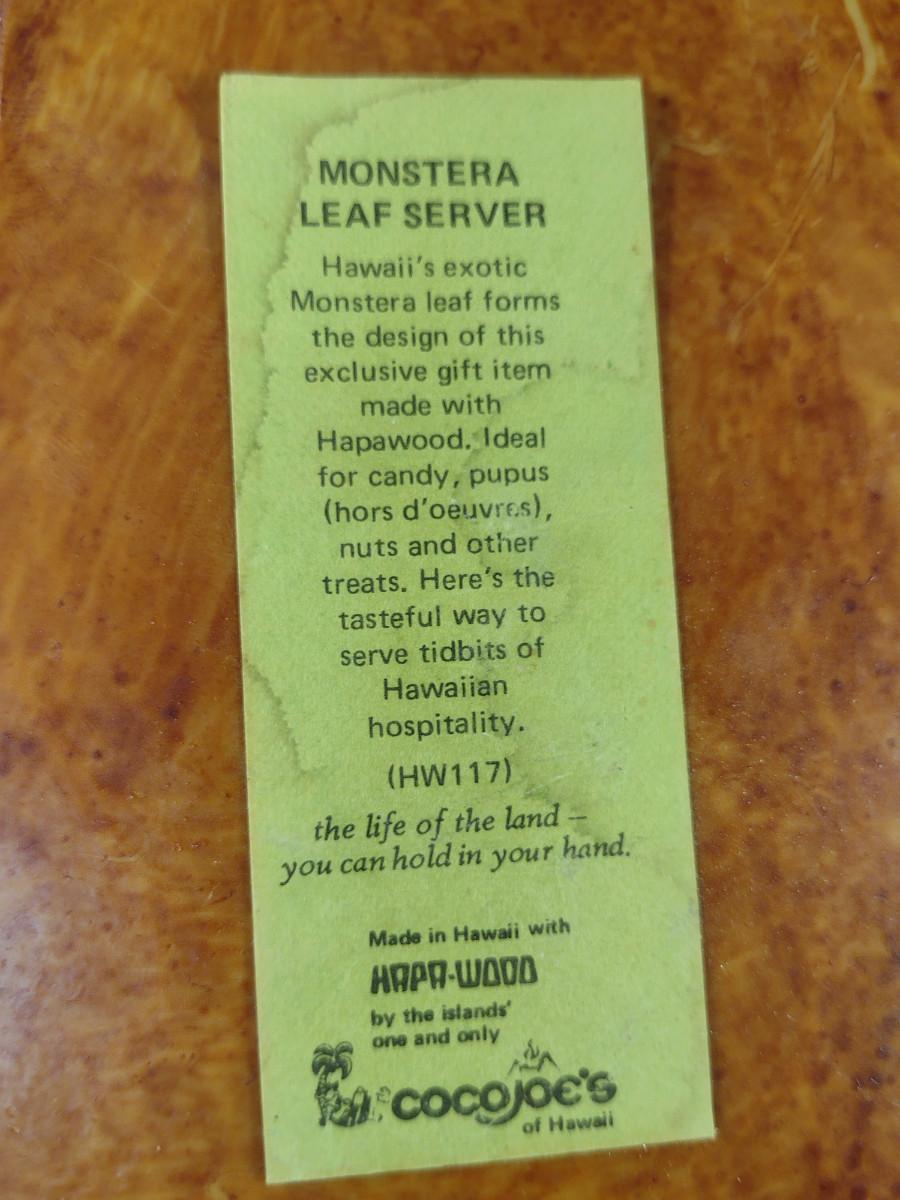 MONSTERA
LEAF SERVER
Hawaii's exotic
Monstera leaf forms
the design of this
exclusive gift item
made with
Hapawood. Ideal
for candy, pupus
(hors d'oeuvres),
nuts and other
treats. Here's the
tasteful way to
serve tidbits of
Hawaiian
hospitality.
(HW117)
the life of the land —
you can hold in your hand.
Made in Hawaii with
HAPA-WOOD
by the islands'
one and only
COCOJOE'S
of Hawaii